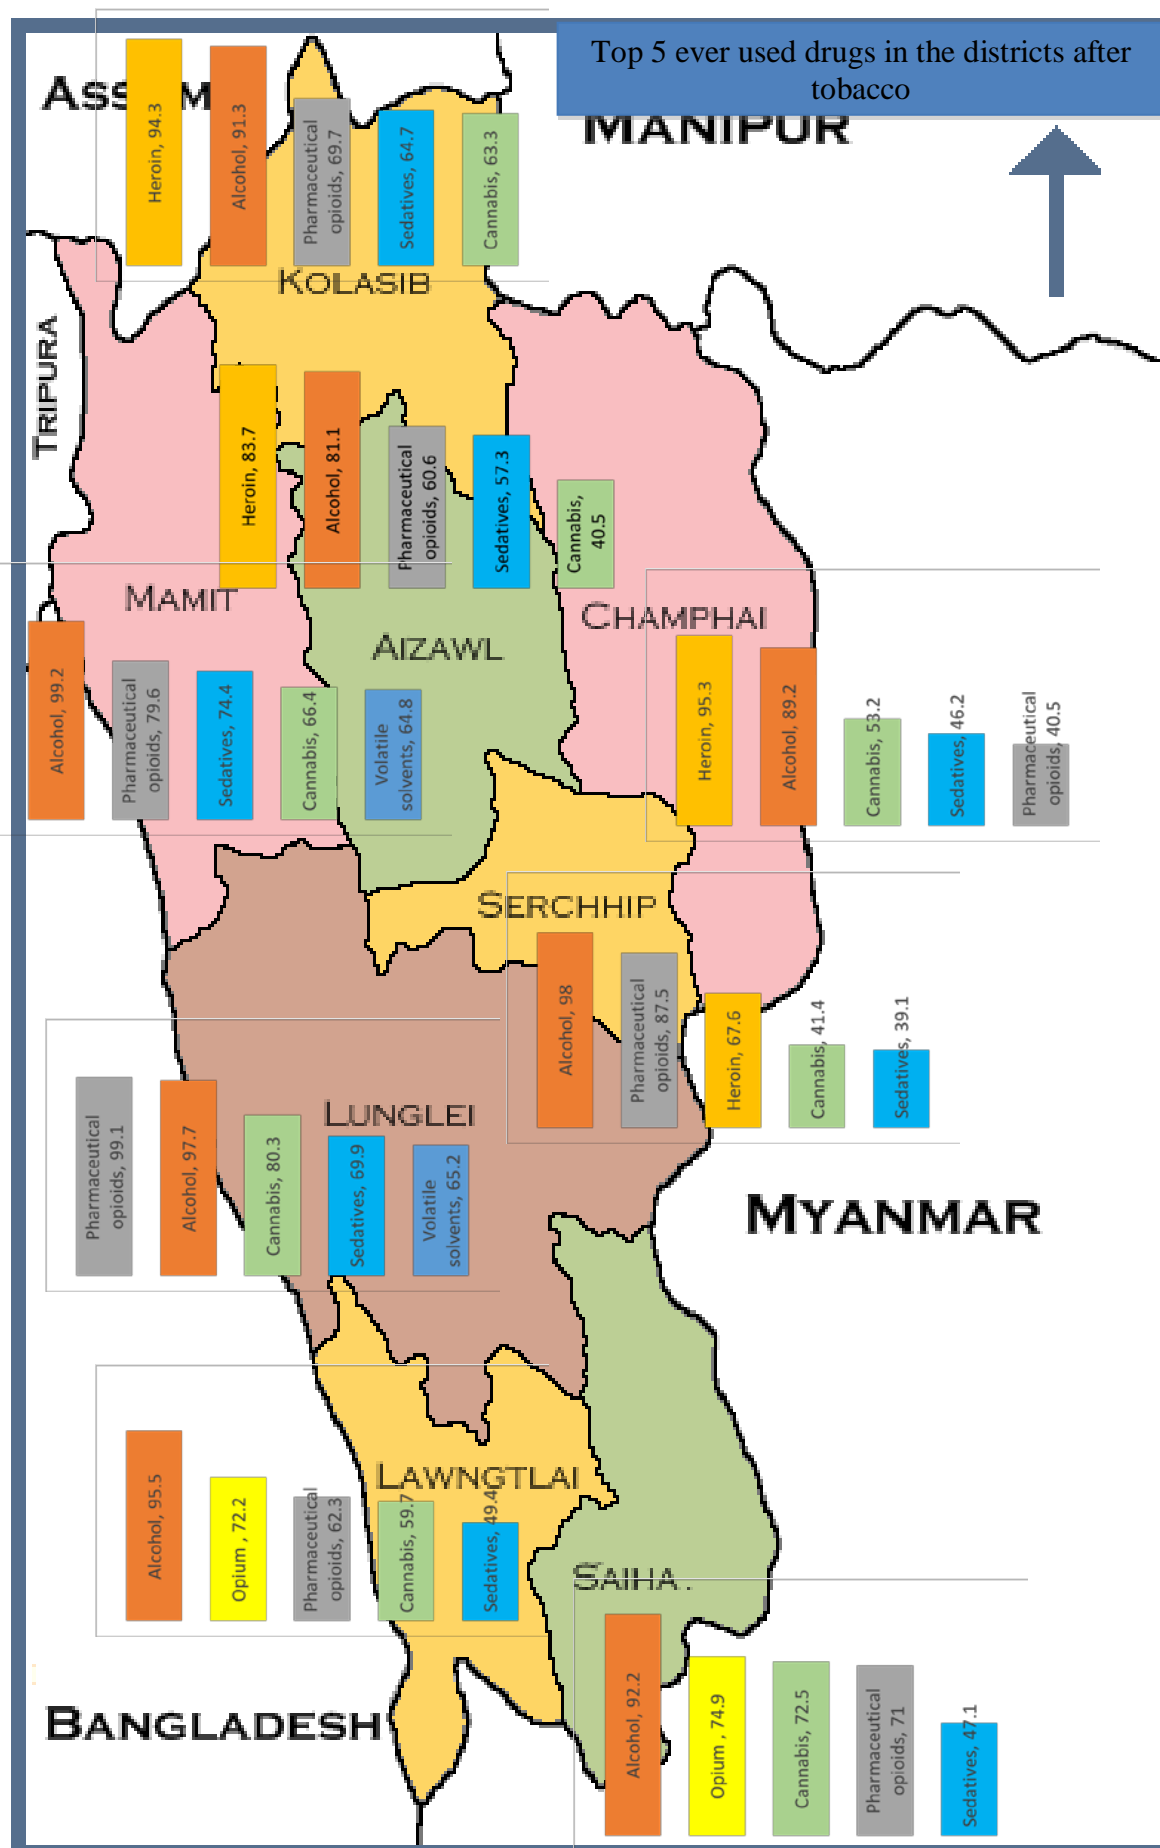 Top 5 ever used drugs in the districts after
tobacco
MANIPUR
Heroin, 94.3
Alcohol, 91.3
Pharmaceutical
opioids, 69.7
Sedatives, 64.7
Cannabis, 63.3
KOLASIB
TRIPURA
Heroin, 83.7
Alcohol, 81.1
Pharmaceutical
opioids, 60.6
Sedatives, 57.3
Cannabis,
40.5
MAMIT
AIZAWL
CHAMPHAI
Alcohol, 99.2
Pharmaceutical
opioids, 79.6
Sedatives, 74.4
Cannabis, 66.4
Volatile
solvents, 64.8
Heroin, 95.3
Alcohol, 89.2
Cannabis, 53.2
Sedatives, 46.2
Pharmaceutical
opioids, 40.5
SERCHHIP
Alcohol, 98
Pharmaceutical
opioids, 87.5
Heroin, 67.6
Cannabis, 41.4
Sedatives, 39.1
LUNGLEI
Pharmaceutical
opioids, 99.1
Alcohol, 97.7
Cannabis, 80.3
Sedatives, 69.9
Volatile
solvents, 65.2
MYANMAR
LAWNGTLAI
Alcohol, 95.5
Opium , 72.2
Pharmaceutical
opioids, 62.3
Cannabis, 59.7
Sedatives, 49.4
SAIHA.
BANGLADESH
Alcohol, 92.2
Opium , 74.9
Cannabis, 72.5
Pharmaceutical
opioids, 71
Sedatives, 47.1